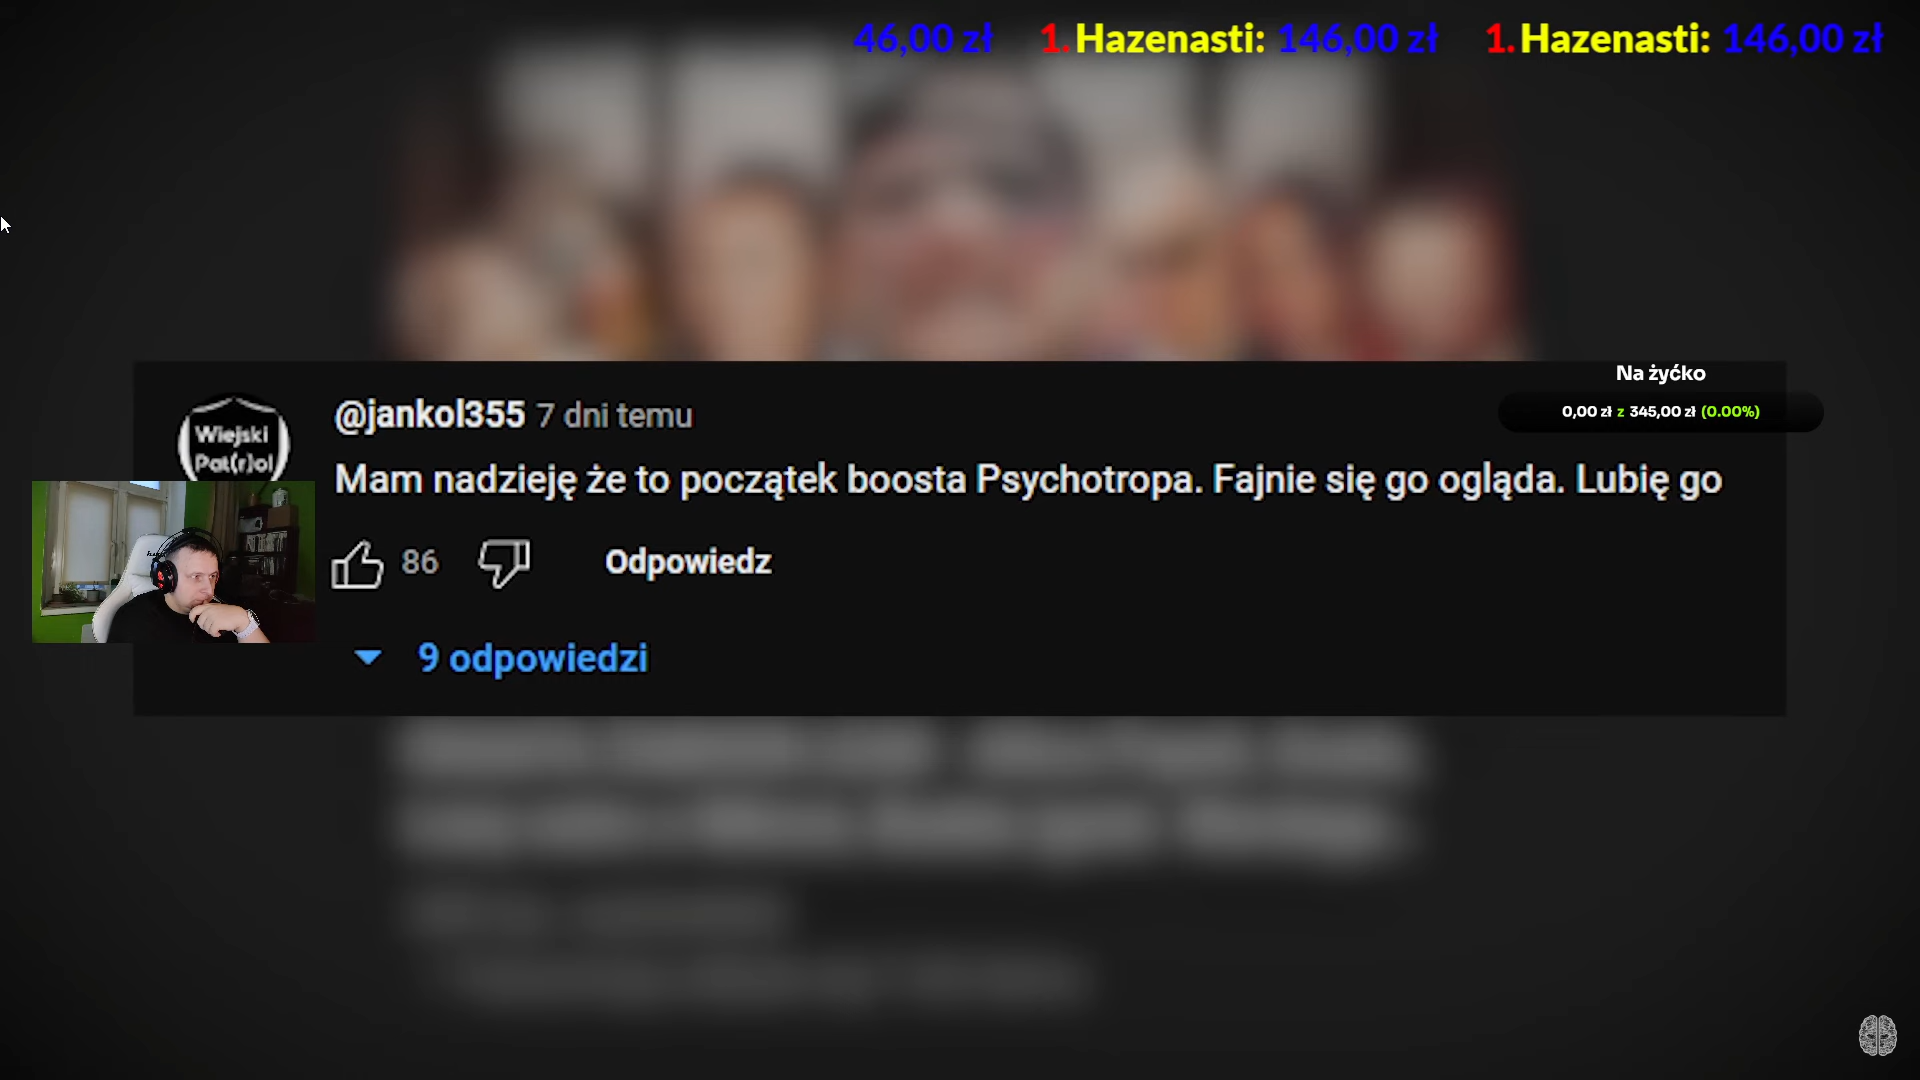 46,00 zł 1. Hazenasti: 146,00 zł 1. Hazenasti: 146,00 zł
Na żyćko
0,00 zł z 345,00 zł (0.00%)
Wiejski
Pat(r)ol
@jankol355 7 dni temu
Mam nadzieję że to początek boosta Psychotropa. Fajnie się go ogląda. Lubię go
86 Odpowiedz
9 odpowiedzi